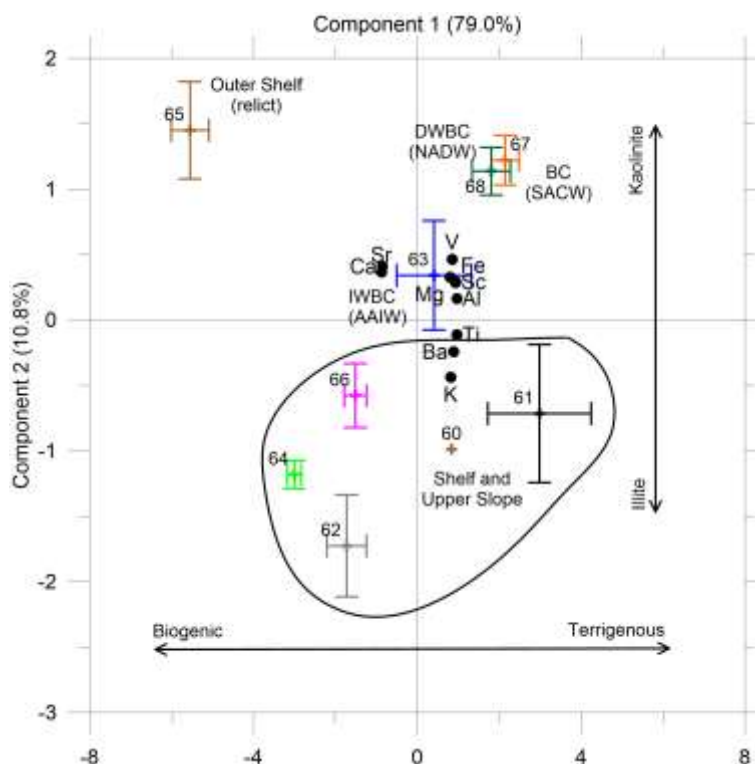 Component 1 (79.0%)
2
1
0
-1
-2
-3
Component 2 (10.8%)
65
Outer Shelf
(relict)
DWBC
(NADW)
67
68
BC
(SACW)
Kaolinite
Illite
Sr
Ca
63
V
Fe
Sc
Mg
Al
IWBC
(AAIW)
Ti
Ba
K
66
61
60
64
Shelf and
Upper Slope
62
Biogenic
Terrigenous
-8
-4
0
4
8